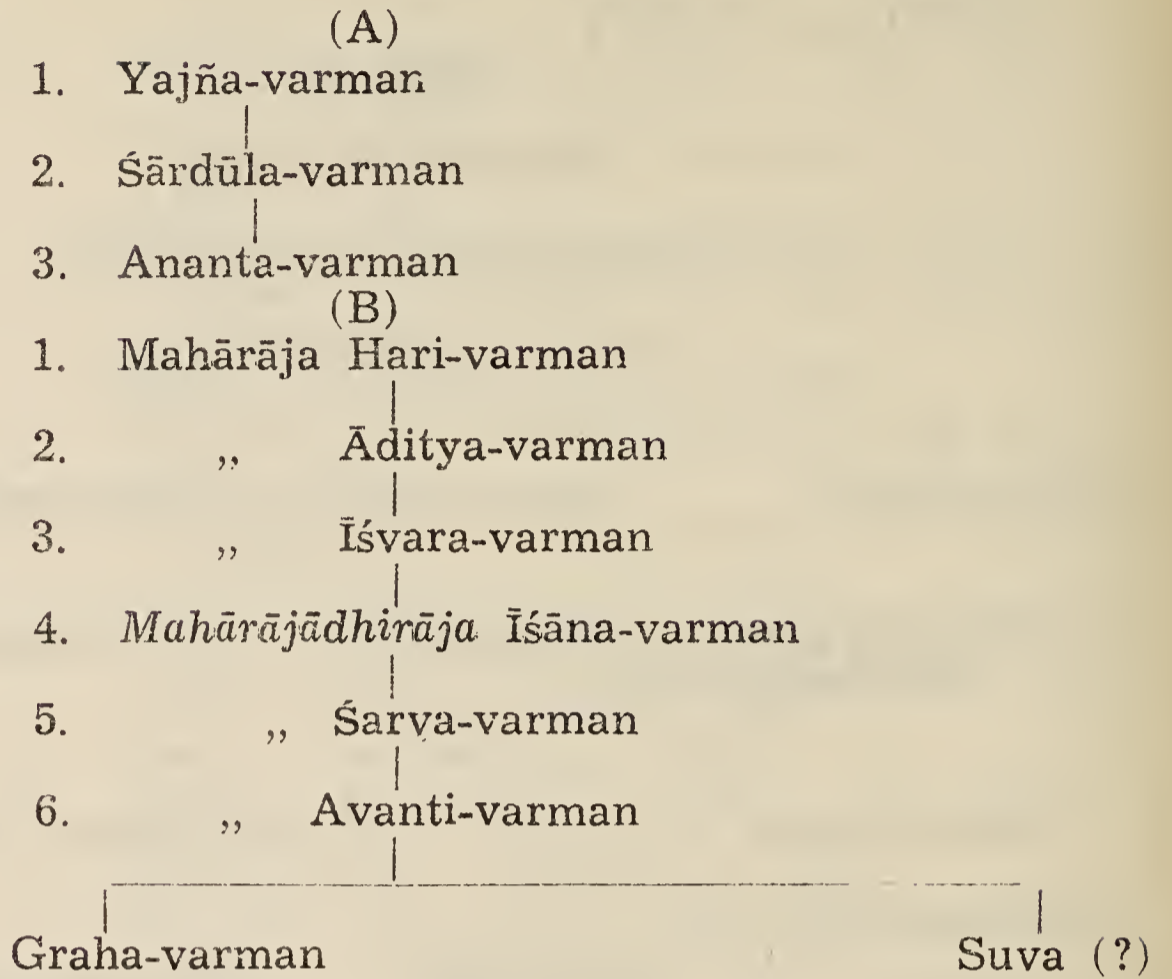 (A)
1. Yajña-varman
2. Śārdūla-varman
3. Ananta-varman
(B)
1. Mahārāja Hari-varman
2. ,, Āditya-varman
3. ,, Īśvara-varman
4. Mahārājādhirāja Īśāna-varman
5. ,, Śarva-varman
6. ,, Avanti-varman
Graha-varman Suva (?)